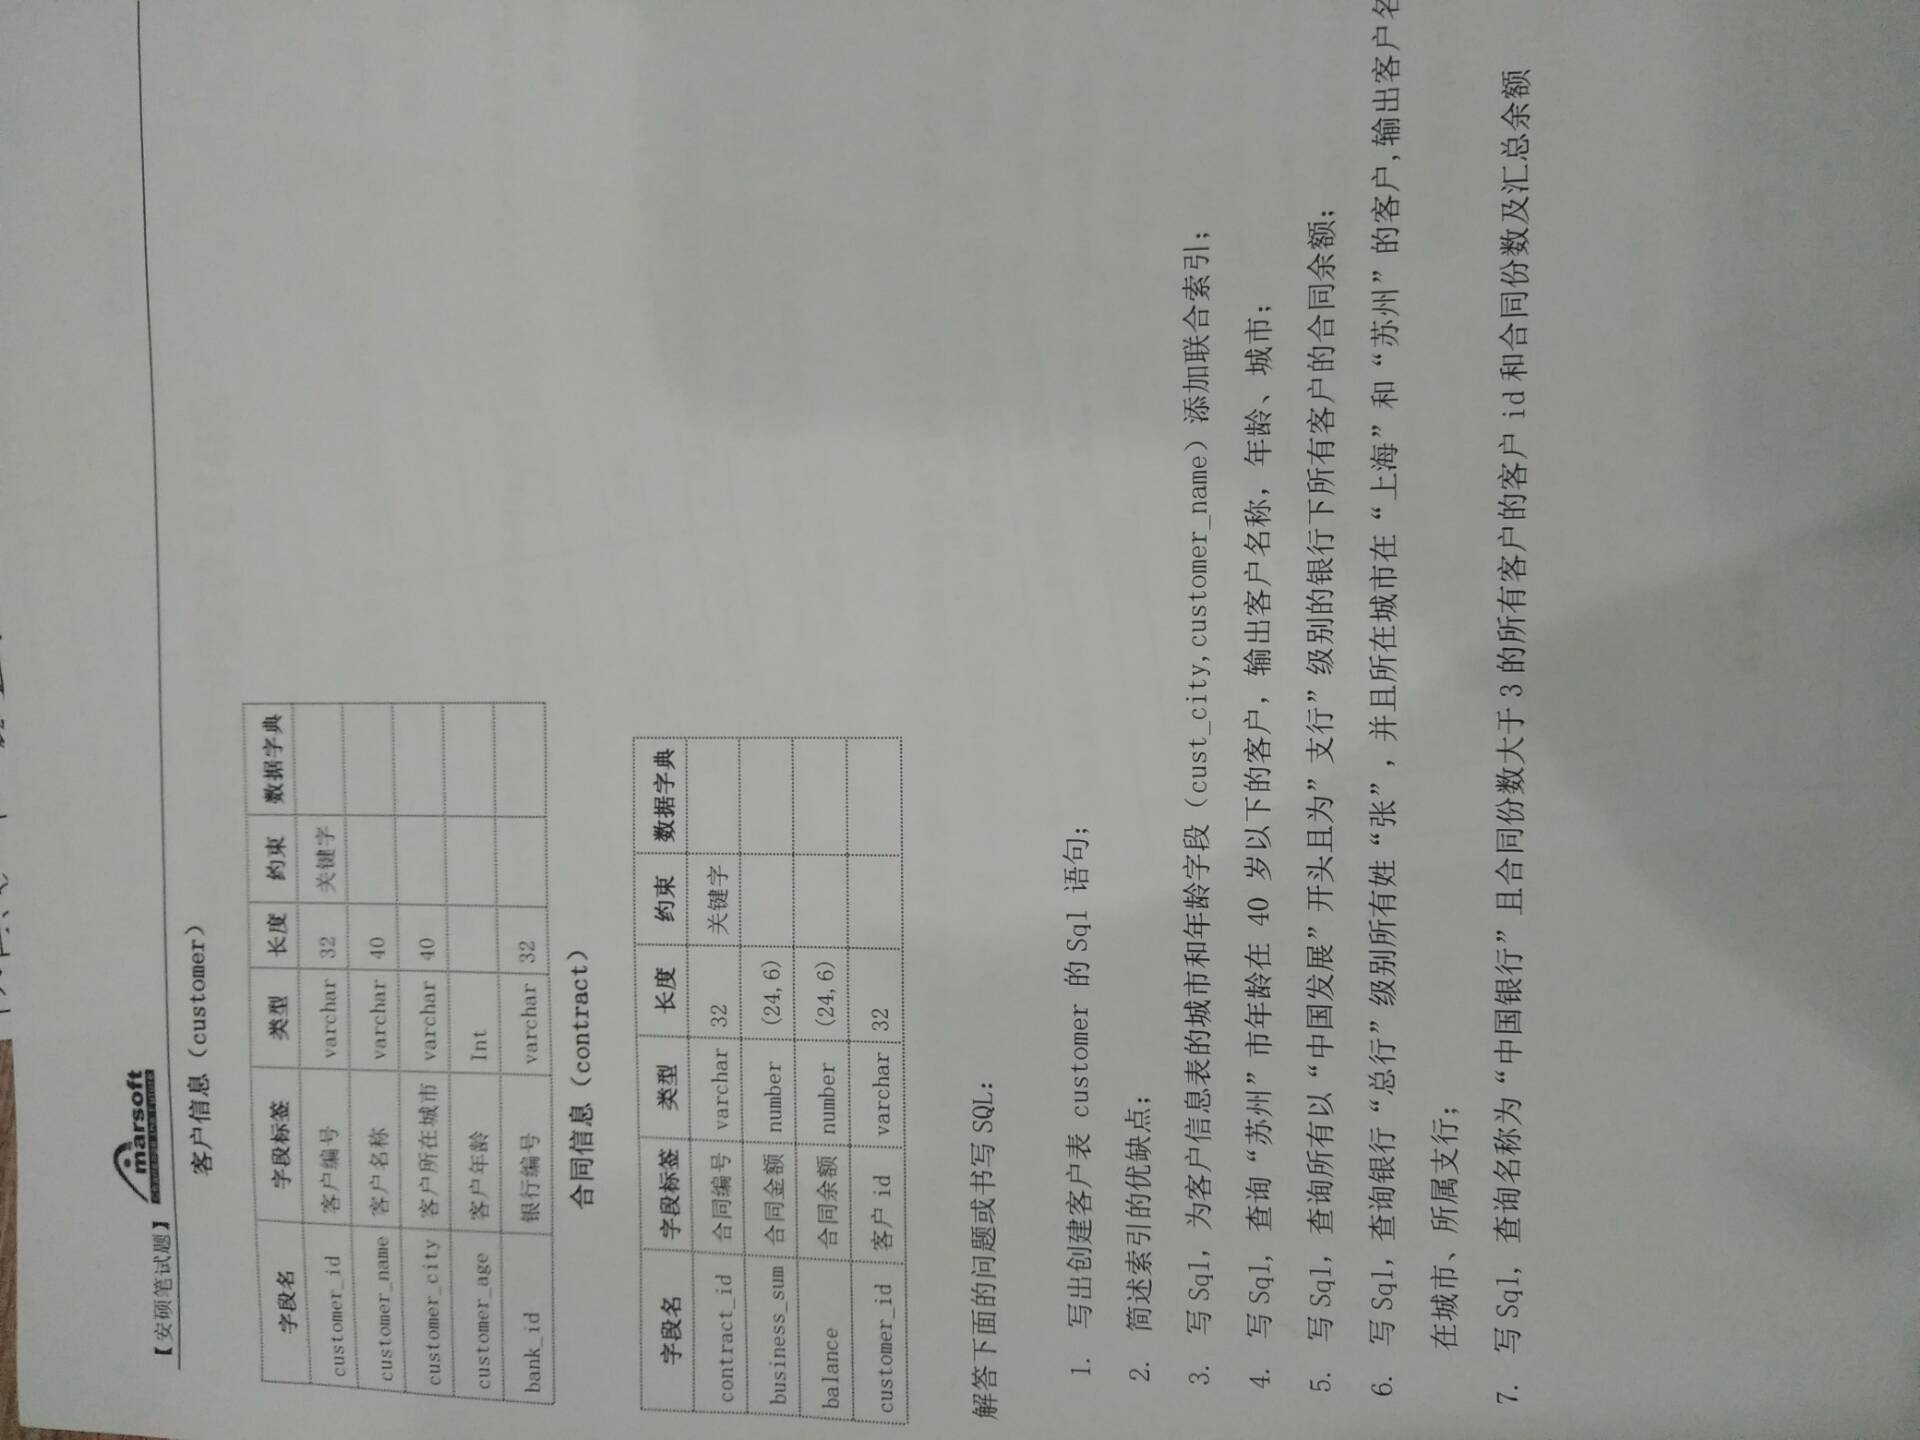 【安硕笔试题】 amarsoft
客户信息（customer）
字段名 字段标签 类型 长度 约束 数据字典
customer_id 客户编号 varchar 32 关键字
customer_name 客户名称 varchar 40
customer_city 客户所在城市 varchar 40
customer_age 客户年龄 Int
bank_id 银行编号 varchar 32
合同信息（contract）
字段名 字段标签 类型 长度 约束 数据字典
contract_id 合同编号 varchar 32 关键字
business_sum 合同金额 number (24,6)
balance 合同余额 number (24,6)
customer_id 客户 id varchar 32
解答下面的问题或书写 SQL:
1. 写出创建客户表 customer 的 Sql 语句;
2. 简述索引的优缺点;
3. 写 Sql, 为客户信息表的城市和年龄字段（cust_city,customer_name）添加联合索引;
4. 写 Sql, 查询“苏州”市年龄在 40 岁以下的客户, 输出客户名称, 年龄、城市;
5. 写 Sql, 查询所有以“中国发展”开头且为”支行”级别的银行下所有客户的合同余额;
6. 写 Sql, 查询银行“总行”级别所有姓“张”, 并且所在城市在“上海”和“苏州”的客户,输出客户名
在城市、所属支行;
7. 写 Sql, 查询名称为“中国银行”且合同份数大于 3 的所有客户的客户 id 和合同份数及汇总余额